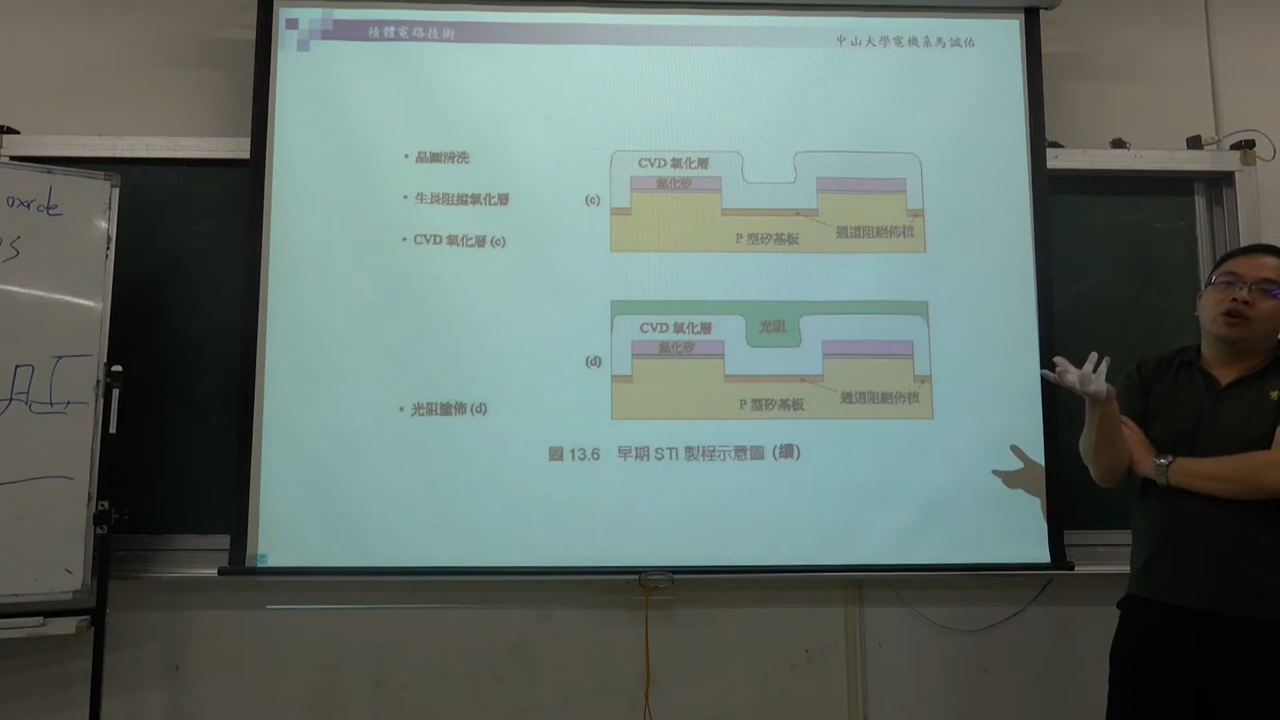 積體電路技術
中山大學電機系馬誠佑
• 晶圓清洗
• 生長阻擋氧化層
• CVD 氧化層 (c)
(c)
CVD 氧化層
氮化矽
P 型矽基板
通道阻絕佈植
(d)
CVD 氧化層
光阻
氮化矽
P 型矽基板
通道阻絕佈植
• 光阻塗佈 (d)
圖 13.6 早期 STI 製程示意圖 (續)
oxide